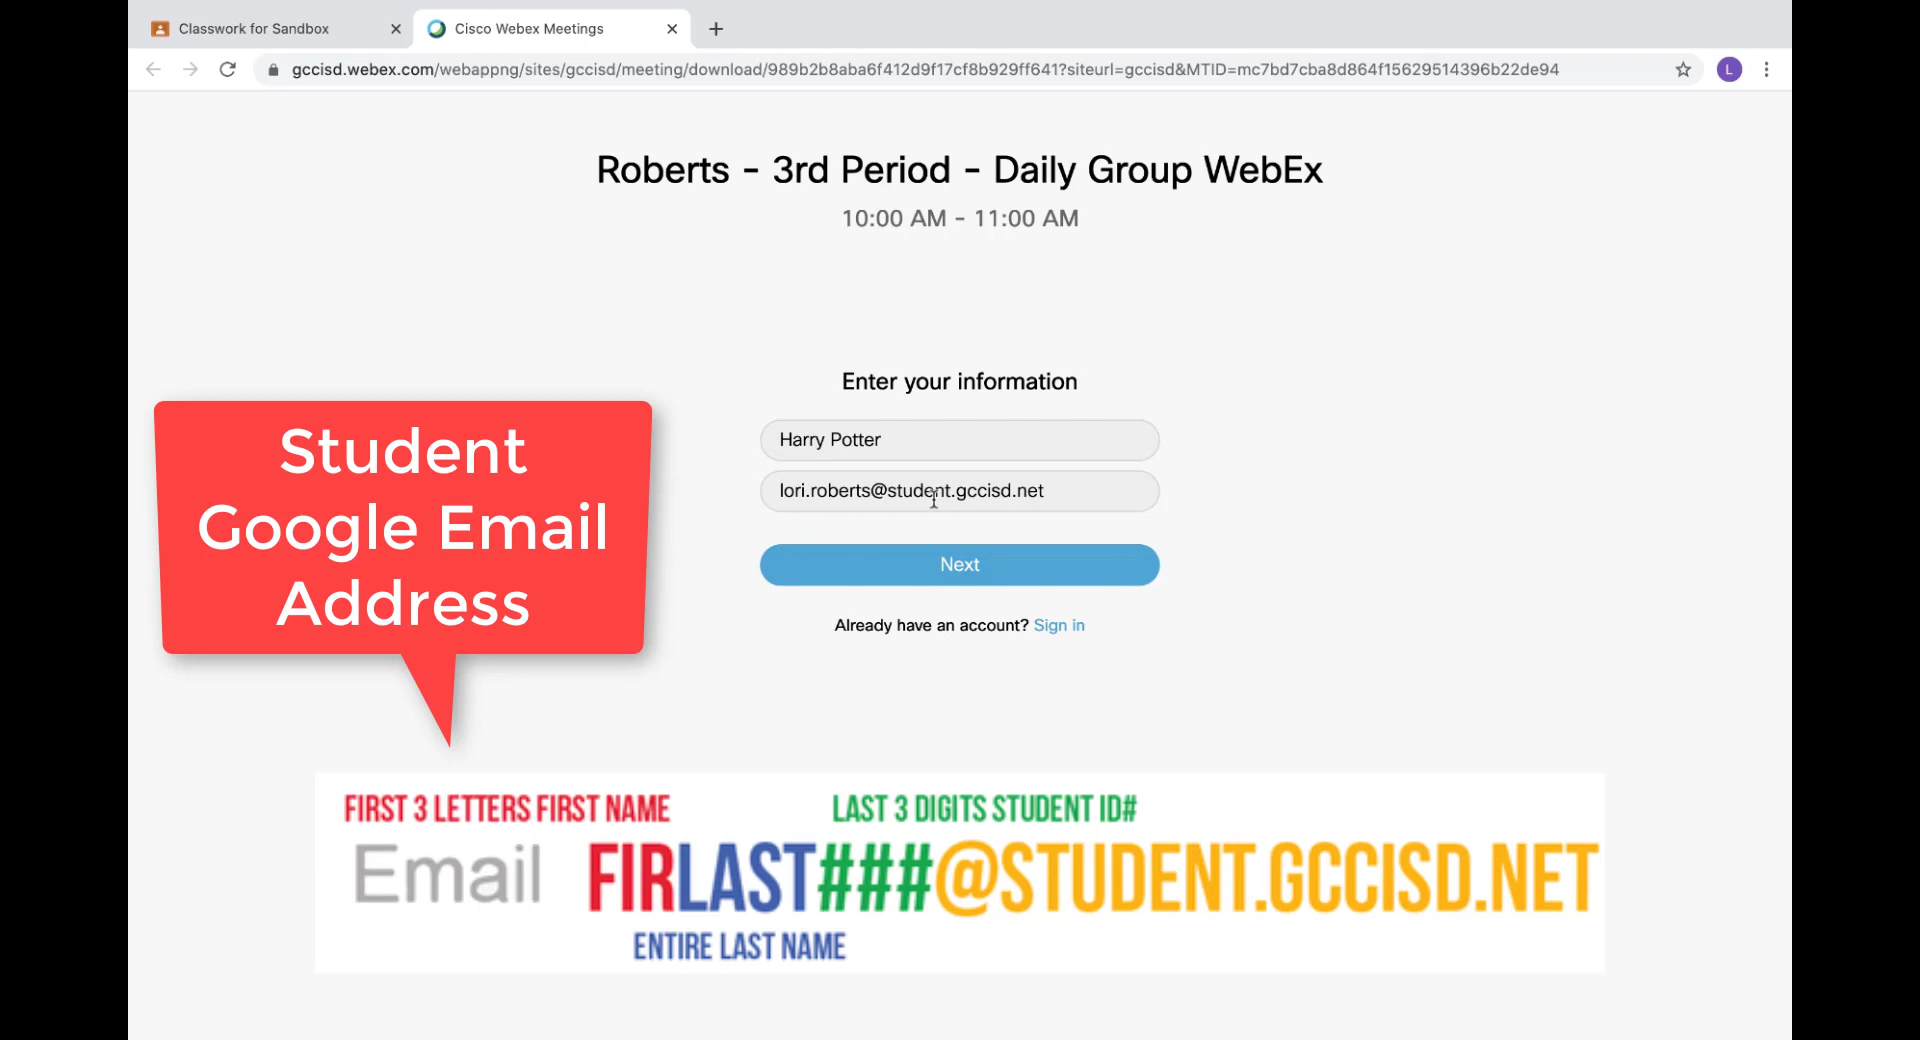 Classwork for Sandbox
Cisco Webex Meetings
gccisd.webex.com/webappng/sites/gccisd/meeting/download/989b2b8aba6f412d9f17cf8b929ff641?siteurl=gccisd&MTID=mc7bd7cba8d864f15629514396b22de94
L
Roberts - 3rd Period - Daily Group WebEx
10:00 AM - 11:00 AM
Enter your information
Harry Potter
lori.roberts@student.gccisd.net
Next
Already have an account? Sign in
Student
Google Email
Address
FIRST 3 LETTERS FIRST NAME
LAST 3 DIGITS STUDENT ID#
Email FIRLAST###@STUDENT.GCCISD.NET
ENTIRE LAST NAME